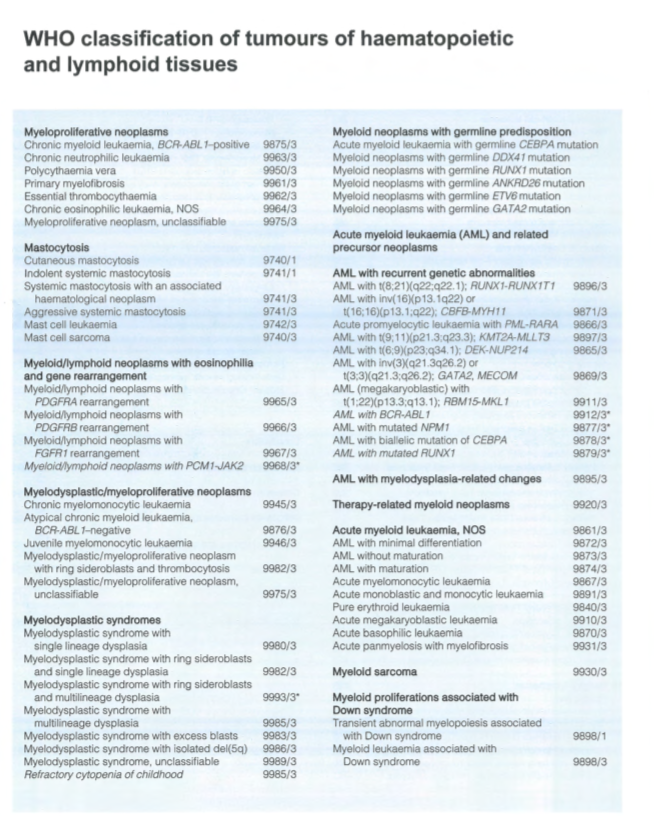 WHO classification of tumours of haematopoietic
and lymphoid tissues
Myeloproliferative neoplasms
Chronic myeloid leukaemia, BCR-ABL1–positive 9875/3
Chronic neutrophilic leukaemia 9963/3
Polycythaemia vera 9950/3
Primary myelofibrosis 9961/3
Essential thrombocythaemia 9962/3
Chronic eosinophilic leukaemia, NOS 9964/3
Myeloproliferative neoplasm, unclassifiable 9975/3
Mastocytosis
Cutaneous mastocytosis 9740/1
Indolent systemic mastocytosis 9741/1
Systemic mastocytosis with an associated
haematological neoplasm 9741/3
Aggressive systemic mastocytosis 9741/3
Mast cell leukaemia 9742/3
Mast cell sarcoma 9740/3
Myeloid/lymphoid neoplasms with eosinophilia
and gene rearrangement
Myeloid/lymphoid neoplasms with
PDGFRA rearrangement 9965/3
Myeloid/lymphoid neoplasms with
PDGFRB rearrangement 9966/3
Myeloid/lymphoid neoplasms with
FGFR1 rearrangement 9967/3
Myeloid/lymphoid neoplasms with PCM1-JAK2 9968/3*
Myelodysplastic/myeloproliferative neoplasms
Chronic myelomonocytic leukaemia 9945/3
Atypical chronic myeloid leukaemia,
BCR-ABL1–negative 9876/3
Juvenile myelomonocytic leukaemia 9946/3
Myelodysplastic/myeloproliferative neoplasm
with ring sideroblasts and thrombocytosis 9982/3
Myelodysplastic/myeloproliferative neoplasm,
unclassifiable 9975/3
Myelodysplastic syndromes
Myelodysplastic syndrome with
single lineage dysplasia 9980/3
Myelodysplastic syndrome with ring sideroblasts
and single lineage dysplasia 9982/3
Myelodysplastic syndrome with ring sideroblasts
and multilineage dysplasia 9993/3*
Myelodysplastic syndrome with
multilineage dysplasia 9985/3
Myelodysplastic syndrome with excess blasts 9983/3
Myelodysplastic syndrome with isolated del(5q) 9986/3
Myelodysplastic syndrome, unclassifiable 9989/3
Refractory cytopenia of childhood 9985/3
Myeloid neoplasms with germline predisposition
Acute myeloid leukaemia with germline CEBPA mutation
Myeloid neoplasms with germline DDX41 mutation
Myeloid neoplasms with germline RUNX1 mutation
Myeloid neoplasms with germline ANKRD26 mutation
Myeloid neoplasms with germline ETV6 mutation
Myeloid neoplasms with germline GATA2 mutation
Acute myeloid leukaemia (AML) and related
precursor neoplasms
AML with recurrent genetic abnormalities
AML with t(8;21)(q22;q22.1); RUNX1-RUNX1T1 9896/3
AML with inv(16)(p13.1q22) or
t(16;16)(p13.1;q22); CBFB-MYH11 9871/3
Acute promyelocytic leukaemia with PML-RARA 9866/3
AML with t(9;11)(p21.3;q23.3); KMT2A-MLLT3 9897/3
AML with t(6;9)(p23;q34.1); DEK-NUP214 9865/3
AML with inv(3)(q21.3q26.2) or
t(3;3)(q21.3;q26.2); GATA2, MECOM 9869/3
AML (megakaryoblastic) with
t(1;22)(p13.3;q13.1); RBM15-MKL1 9911/3
AML with BCR-ABL1 9912/3*
AML with mutated NPM1 9877/3*
AML with biallelic mutation of CEBPA 9878/3*
AML with mutated RUNX1 9879/3*
AML with myelodysplasia-related changes 9895/3
Therapy-related myeloid neoplasms 9920/3
Acute myeloid leukaemia, NOS 9861/3
AML with minimal differentiation 9872/3
AML without maturation 9873/3
AML with maturation 9874/3
Acute myelomonocytic leukaemia 9867/3
Acute monoblastic and monocytic leukaemia 9891/3
Pure erythroid leukaemia 9840/3
Acute megakaryoblastic leukaemia 9910/3
Acute basophilic leukaemia 9870/3
Acute panmyelosis with myelofibrosis 9931/3
Myeloid sarcoma 9930/3
Myeloid proliferations associated with
Down syndrome
Transient abnormal myelopoiesis associated
with Down syndrome 9898/1
Myeloid leukaemia associated with
Down syndrome 9898/3